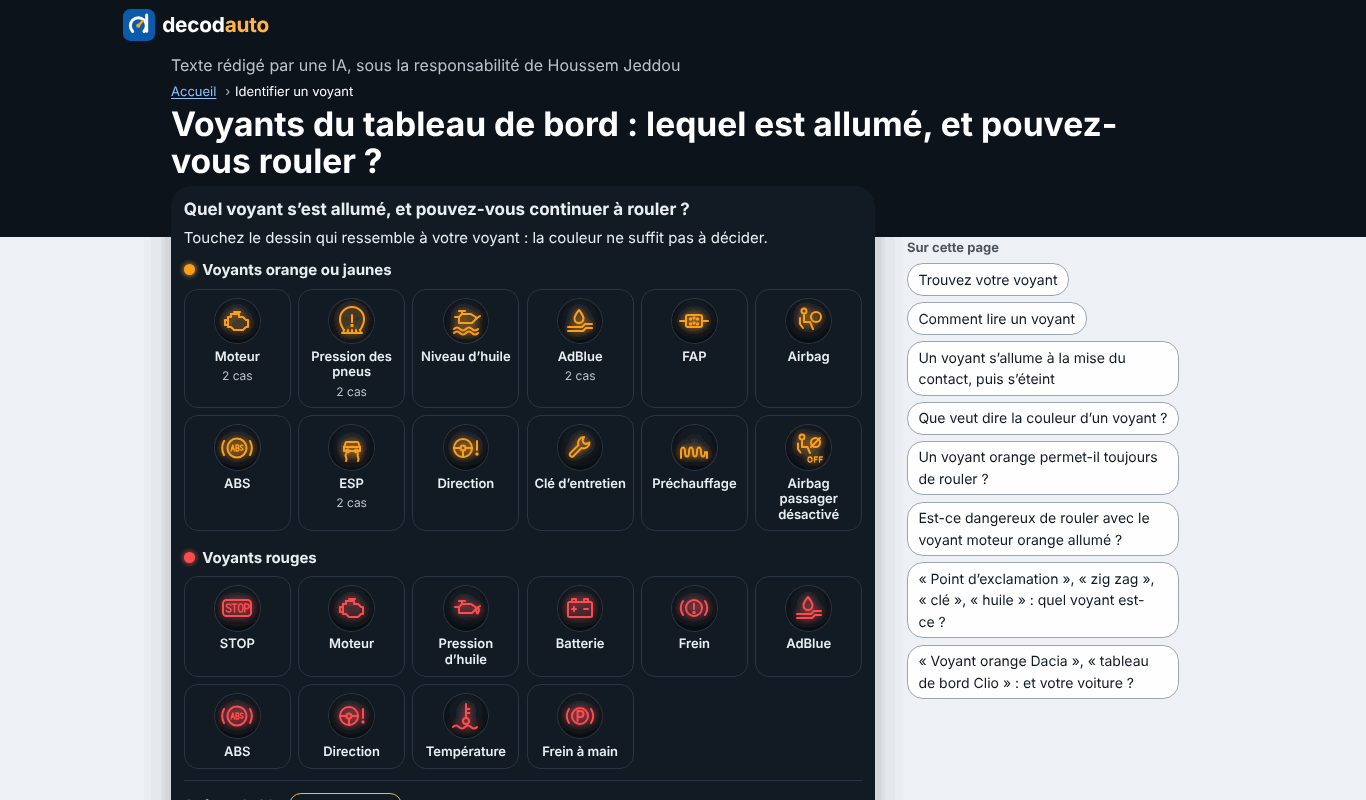 decodauto
Texte rédigé par une IA, sous la responsabilité de Houssem Jeddou
Accueil › Identifier un voyant
Voyants du tableau de bord : lequel est allumé, et pouvez-
vous rouler ?
Quel voyant s’est allumé, et pouvez-vous continuer à rouler ?
Touchez le dessin qui ressemble à votre voyant : la couleur ne suffit pas à décider.
Voyants orange ou jaunes
Moteur
2 cas
Pression des
pneus
2 cas
Niveau d’huile
AdBlue
2 cas
FAP
Airbag
ABS
ABS
ESP
2 cas
Direction
Clé d’entretien
Préchauffage
OFF
Airbag
passager
désactivé
Voyants rouges
STOP
STOP
Moteur
Pression
d’huile
Batterie
Frein
AdBlue
ABS
ABS
Direction
Température
P
Frein à main
Sur cette page
Trouvez votre voyant
Comment lire un voyant
Un voyant s’allume à la mise du
contact, puis s’éteint
Que veut dire la couleur d’un voyant ?
Un voyant orange permet-il toujours
de rouler ?
Est-ce dangereux de rouler avec le
voyant moteur orange allumé ?
« Point d’exclamation », « zig zag »,
« clé », « huile » : quel voyant est-
ce ?
« Voyant orange Dacia », « tableau
de bord Clio » : et votre voiture ?